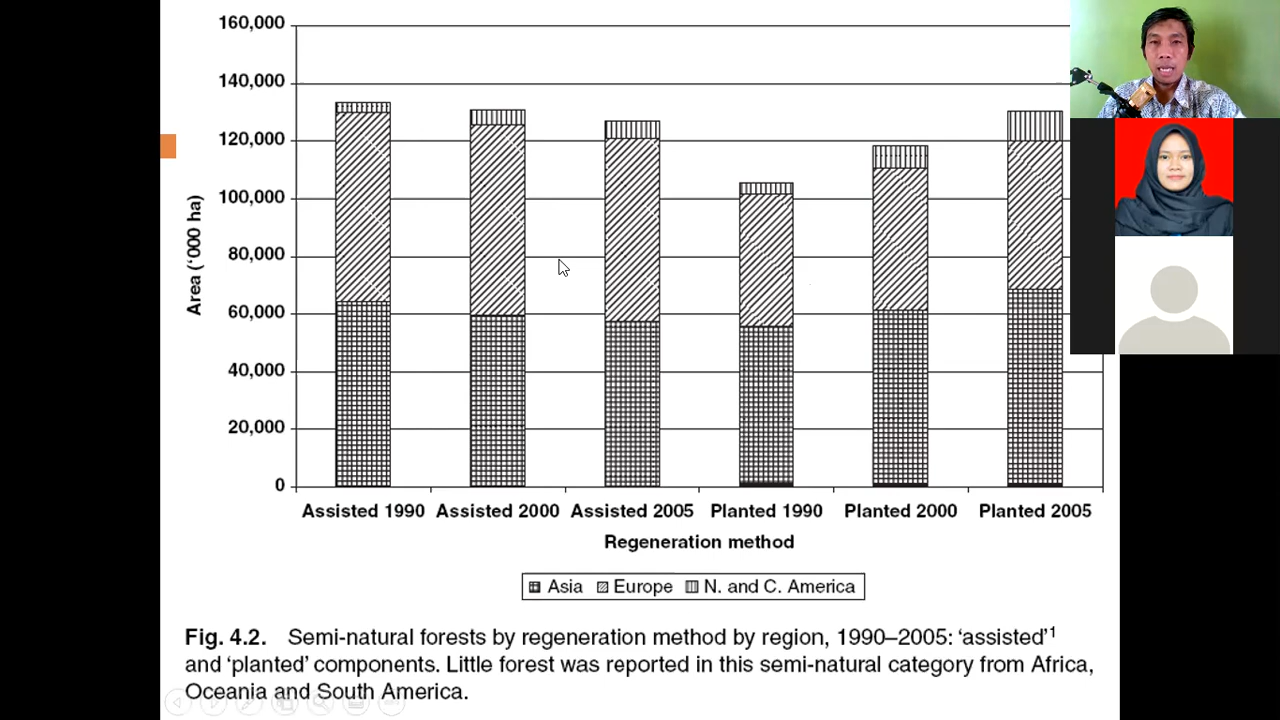 160,000
140,000
120,000
100,000
80,000
60,000
40,000
20,000
0
Area (‘000 ha)
Assisted 1990 Assisted 2000 Assisted 2005 Planted 1990 Planted 2000 Planted 2005
Regeneration method
Asia Europe N. and C. America
Fig. 4.2. Semi-natural forests by regeneration method by region, 1990–2005: ‘assisted’¹
and ‘planted’ components. Little forest was reported in this semi-natural category from Africa,
Oceania and South America.